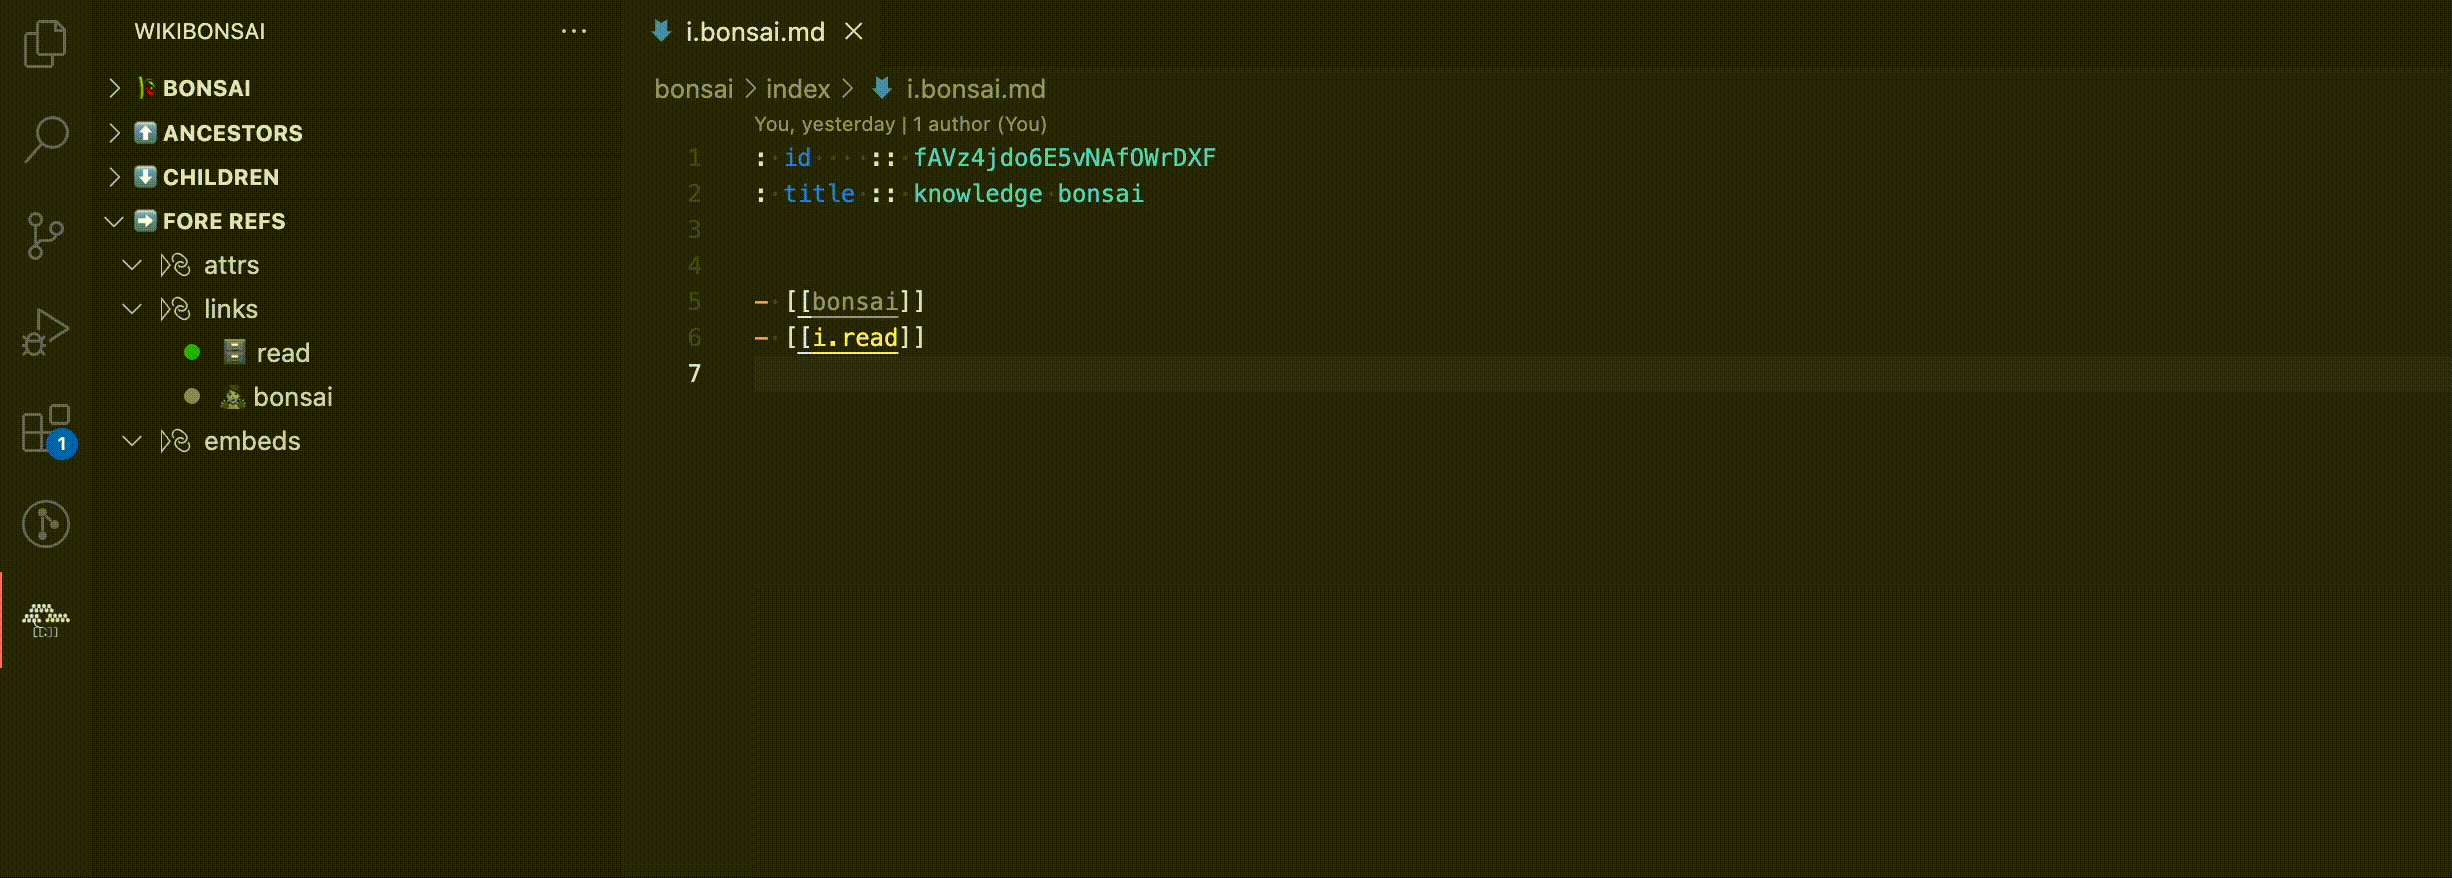 WIKIBONSAI
BONSAI
ANCESTORS
CHILDREN
FORE REFS
attrs
links
read
bonsai
embeds
1
i.bonsai.md
bonsai > index > i.bonsai.md
You, yesterday | 1 author (You)
1 : id :: fAVz4jdo6E5vNAfOWrDXF
2 : title :: knowledge bonsai
3
4
5 - [[bonsai]]
6 - [[i.read]]
7